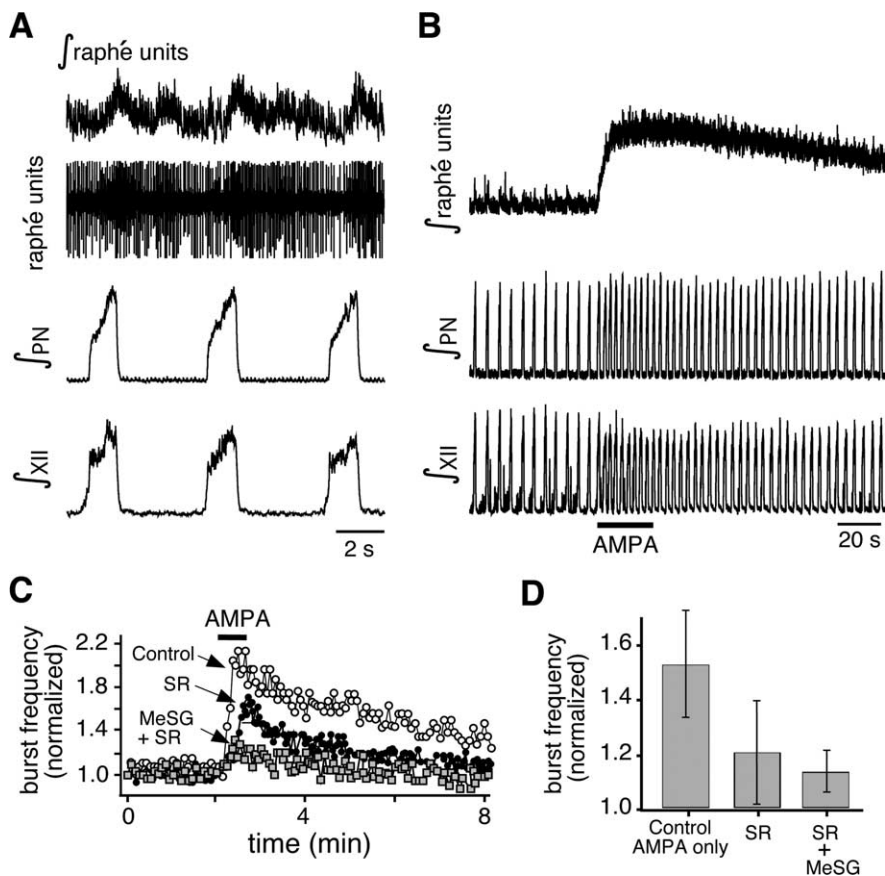 A
∫raphé units
raphé units
∫PN
∫XII
2 s
B
∫raphé units
∫PN
∫XII
AMPA
20 s
C
AMPA
burst frequency
(normalized)
2.2
1.8
1.4
1.0
Control
SR
MeSG
+ SR
0
4
8
time (min)
D
burst frequency
(normalized)
1.6
1.4
1.2
1.0
Control
AMPA only
SR
SR
+
MeSG